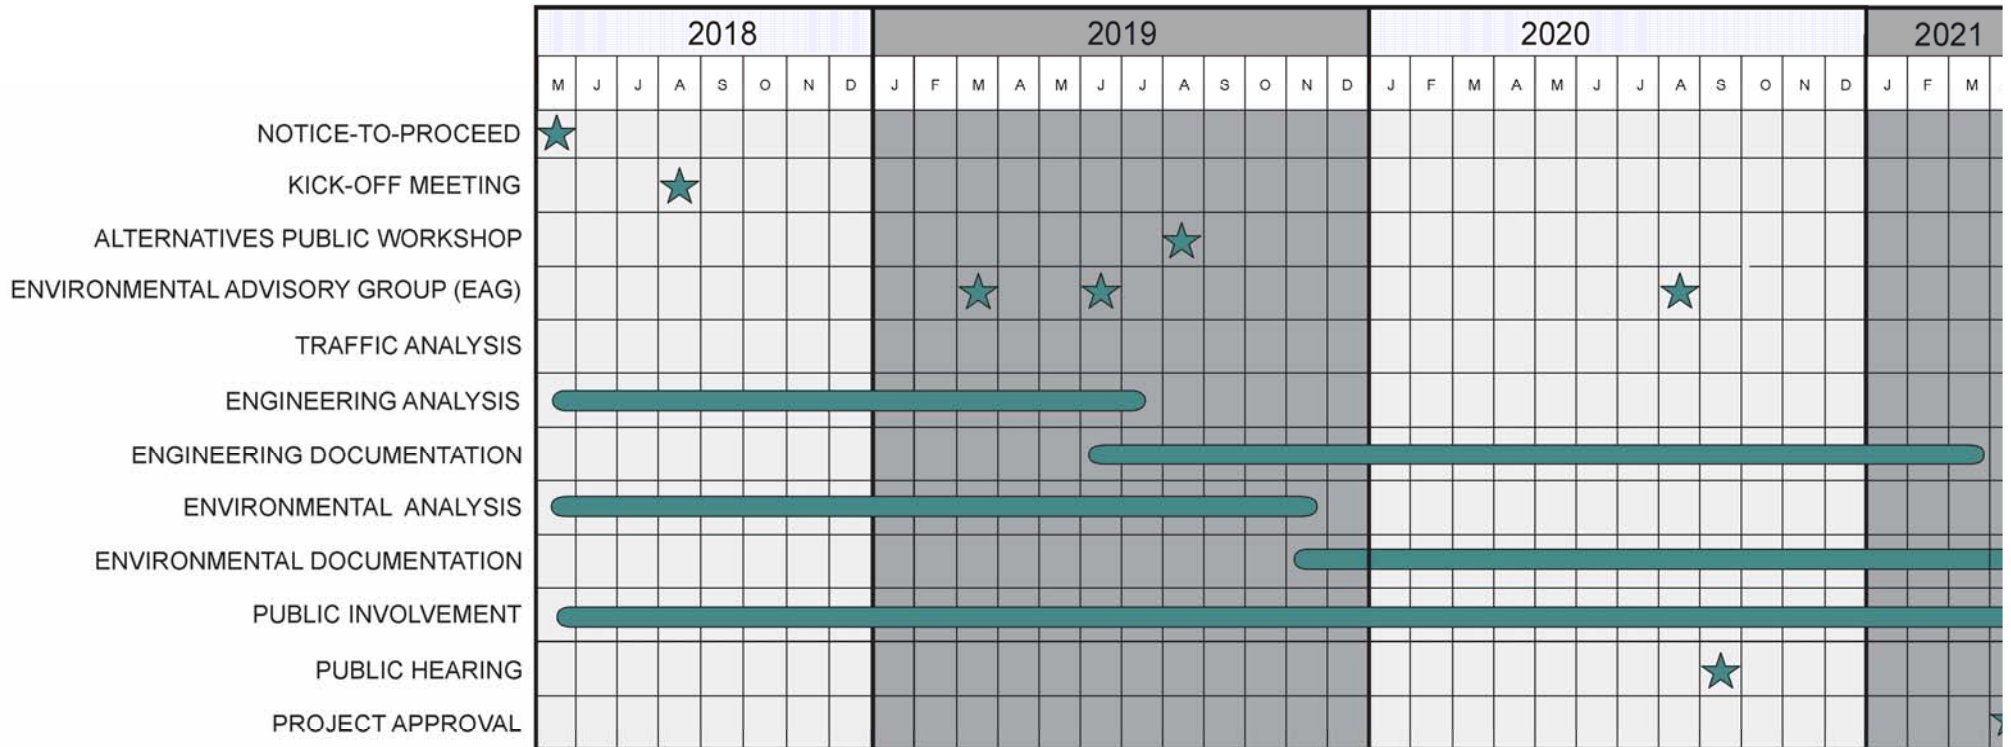 2018 2019 2020 2021
M J J A S O N D J F M A M J J A S O N D J F M A M J J A S O N D J F M
NOTICE-TO-PROCEED
KICK-OFF MEETING
ALTERNATIVES PUBLIC WORKSHOP
ENVIRONMENTAL ADVISORY GROUP (EAG)
TRAFFIC ANALYSIS
ENGINEERING ANALYSIS
ENGINEERING DOCUMENTATION
ENVIRONMENTAL ANALYSIS
ENVIRONMENTAL DOCUMENTATION
PUBLIC INVOLVEMENT
PUBLIC HEARING
PROJECT APPROVAL